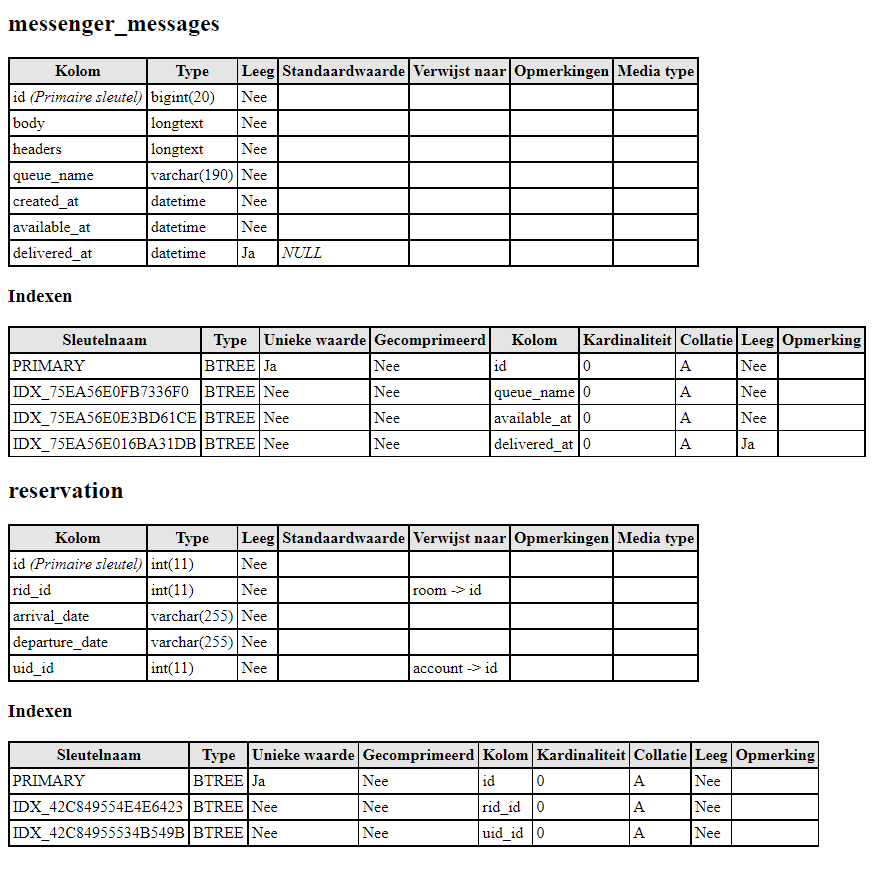 messenger_messages
Kolom Type Leeg Standaardwaarde Verwijst naar Opmerkingen Media type
id (Primaire sleutel) bigint(20) Nee
body longtext Nee
headers longtext Nee
queue_name varchar(190) Nee
created_at datetime Nee
available_at datetime Nee
delivered_at datetime Ja NULL
Indexen
Sleutelnaam Type Unieke waarde Gecomprimeerd Kolom Kardinaliteit Collatie Leeg Opmerking
PRIMARY BTREE Ja Nee id 0 A Nee
IDX_75EA56E0FB7336F0 BTREE Nee Nee queue_name 0 A Nee
IDX_75EA56E0E3BD61CE BTREE Nee Nee available_at 0 A Nee
IDX_75EA56E016BA31DB BTREE Nee Nee delivered_at 0 A Ja
reservation
Kolom Type Leeg Standaardwaarde Verwijst naar Opmerkingen Media type
id (Primaire sleutel) int(11) Nee
rid_id int(11) Nee room -> id
arrival_date varchar(255) Nee
departure_date varchar(255) Nee
uid_id int(11) Nee account -> id
Indexen
Sleutelnaam Type Unieke waarde Gecomprimeerd Kolom Kardinaliteit Collatie Leeg Opmerking
PRIMARY BTREE Ja Nee id 0 A Nee
IDX_42C849554E4E6423 BTREE Nee Nee rid_id 0 A Nee
IDX_42C84955534B549B BTREE Nee Nee uid_id 0 A Nee